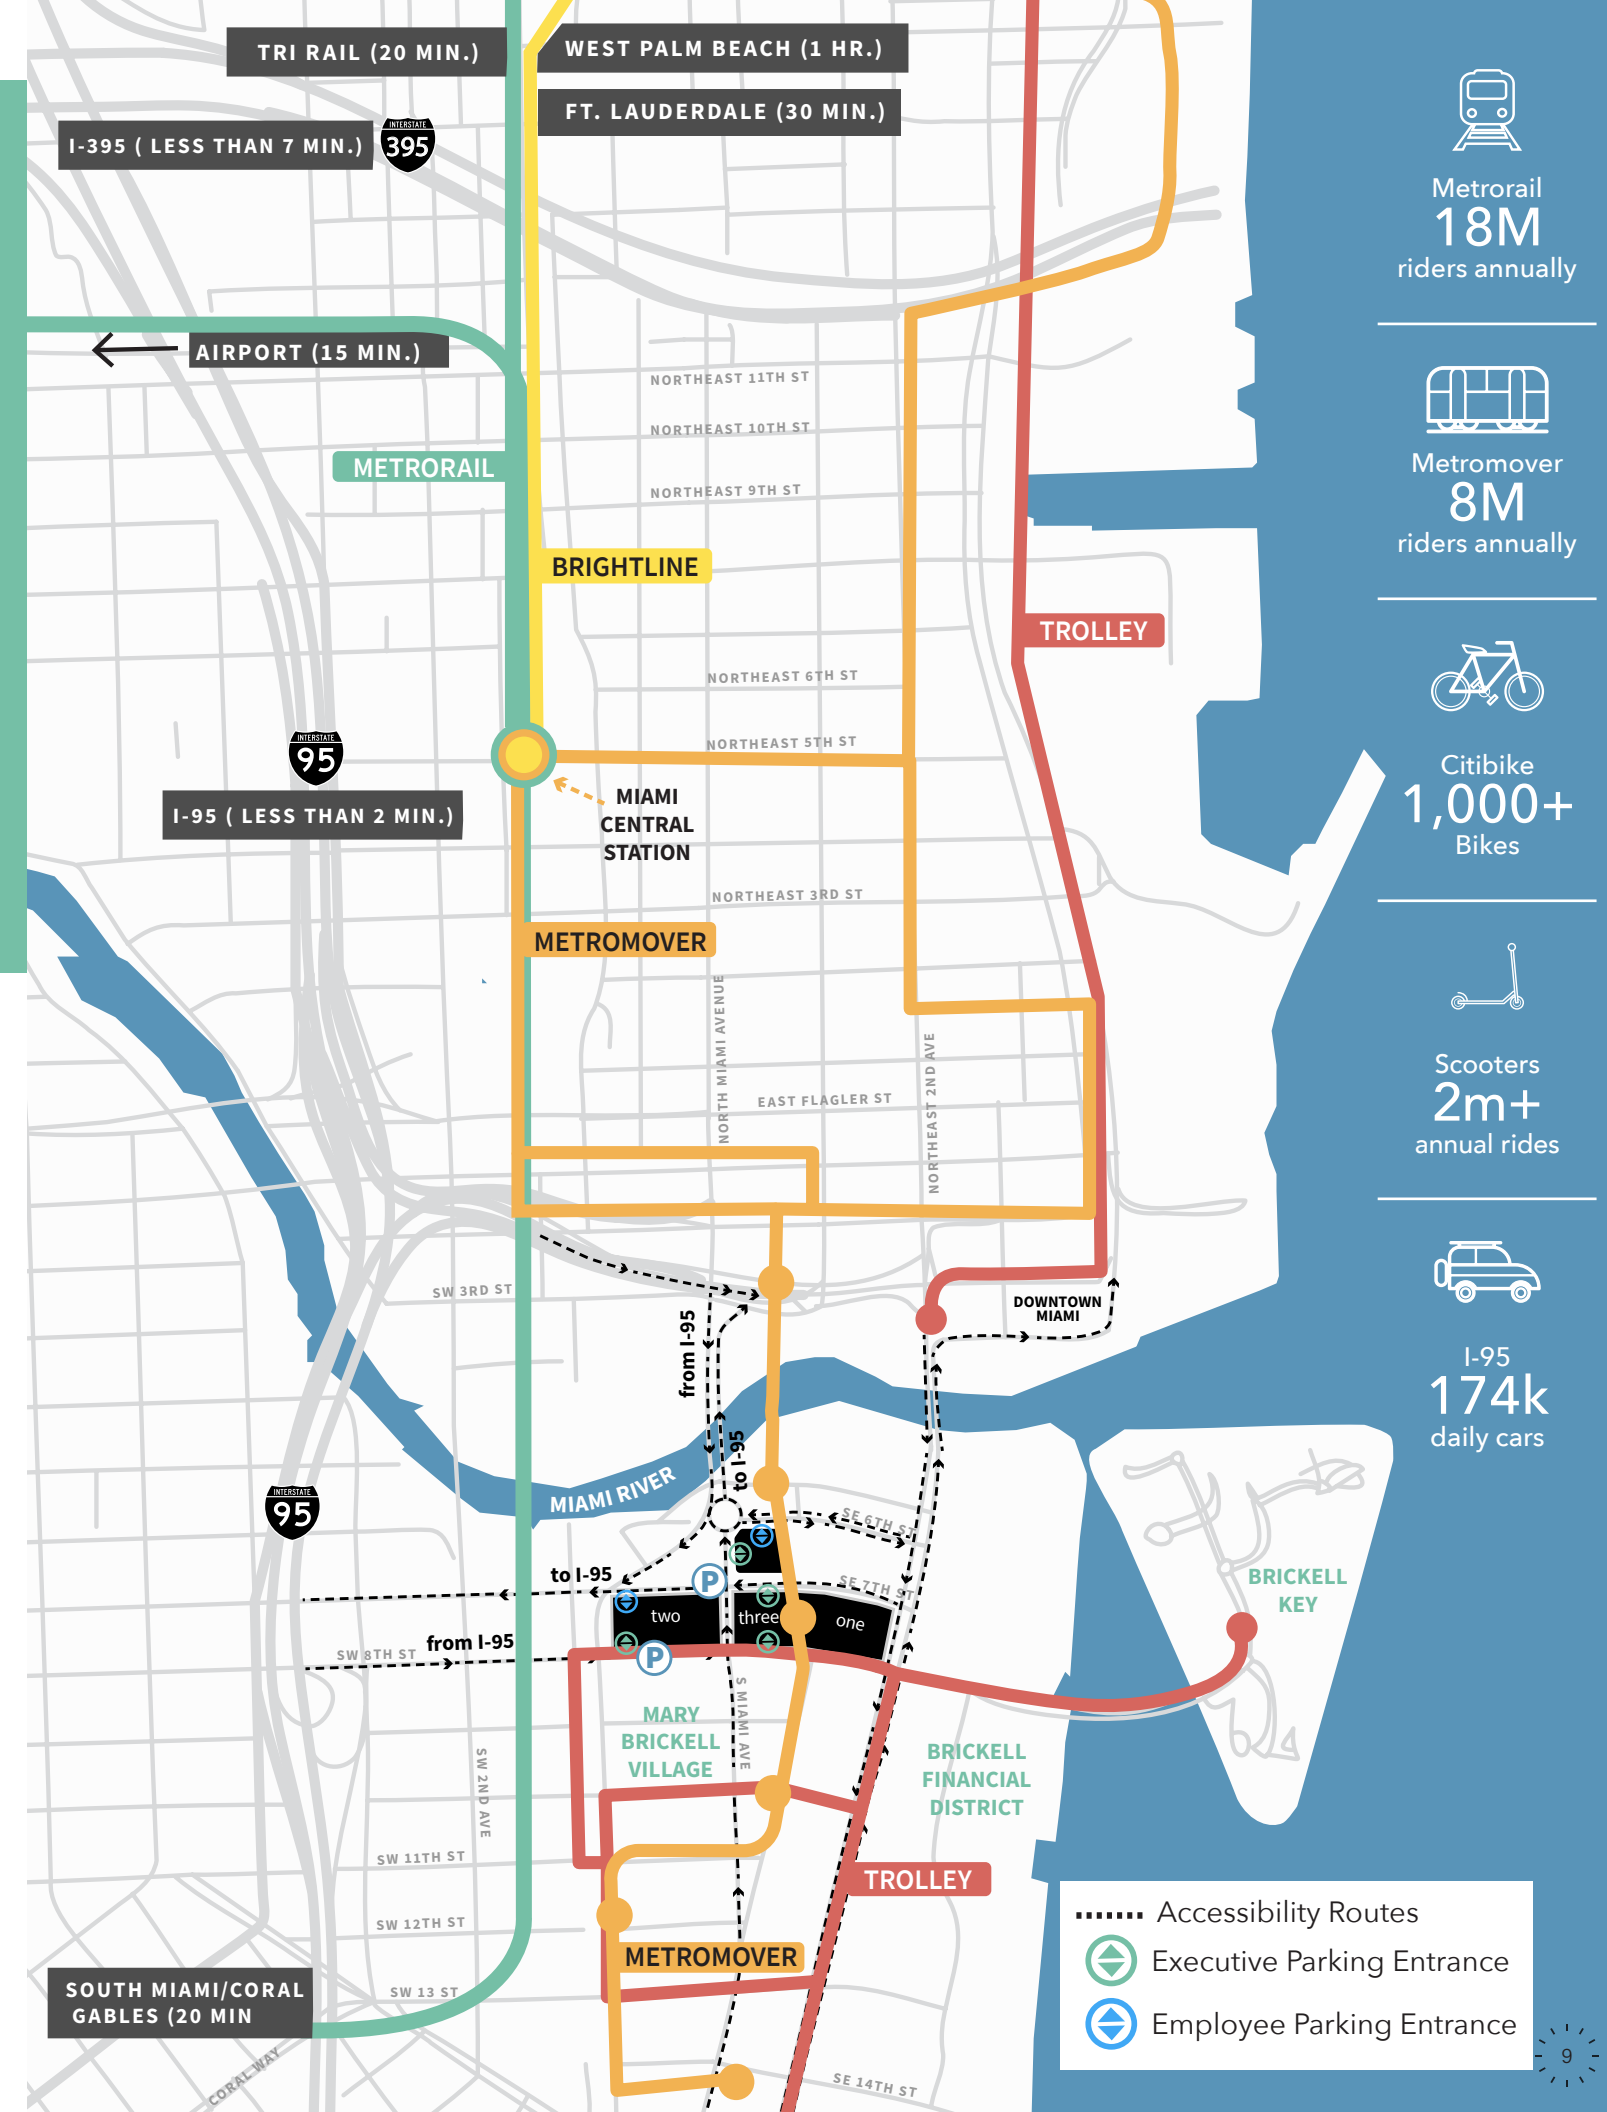 TRI RAIL (20 MIN.)
WEST PALM BEACH (1 HR.)
FT. LAUDERDALE (30 MIN.)
I-395 ( LESS THAN 7 MIN.)
INTERSTATE
395
AIRPORT (15 MIN.)
NORTHEAST 11TH ST
NORTHEAST 10TH ST
METRORAIL
NORTHEAST 9TH ST
BRIGHTLINE
TROLLEY
NORTHEAST 6TH ST
NORTHEAST 5TH ST
INTERSTATE
95
I-95 ( LESS THAN 2 MIN.)
MIAMI
CENTRAL
STATION
NORTHEAST 3RD ST
METROMOVER
NORTH MIAMI AVENUE
NORTHEAST 2ND AVE
EAST FLAGLER ST
SW 3RD ST
DOWNTOWN
MIAMI
from I-95
to I-95
MIAMI RIVER
INTERSTATE
95
SE 6TH ST
to I-95
P
SE 7TH ST
two
three
one
from I-95
SW 8TH ST
P
BRICKELL
KEY
S MIAMI AVE
MARY
BRICKELL
VILLAGE
BRICKELL
FINANCIAL
DISTRICT
SW 2ND AVE
SW 11TH ST
TROLLEY
SW 12TH ST
METROMOVER
SW 13 ST
SOUTH MIAMI/CORAL
GABLES (20 MIN
CORAL WAY
SE 14TH ST
Metrorail
18M
riders annually
Metromover
8M
riders annually
Citibike
1,000+
Bikes
Scooters
2m+
annual rides
I-95
174k
daily cars
Accessibility Routes
Executive Parking Entrance
Employee Parking Entrance
9